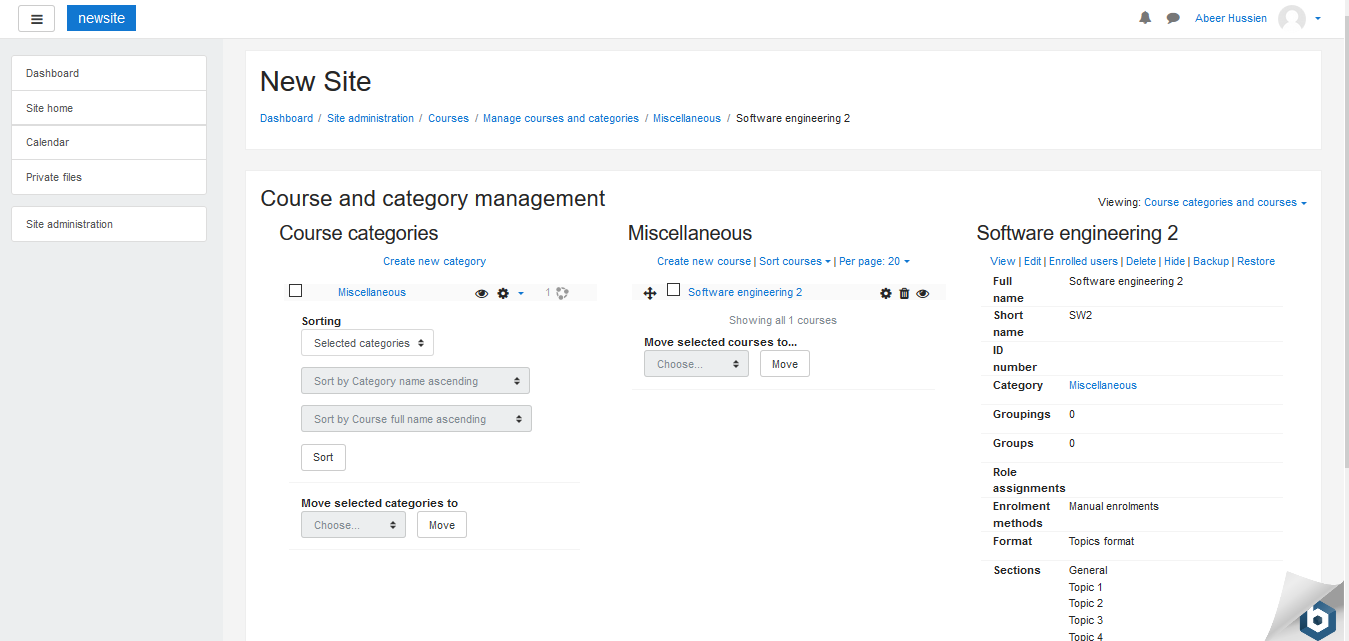 newsite
Abeer Hussien
Dashboard
Site home
Calendar
Private files
Site administration
New Site
Dashboard / Site administration / Courses / Manage courses and categories / Miscellaneous / Software engineering 2
Course and category management
Viewing: Course categories and courses
Course categories
Create new category
Miscellaneous 1
Sorting
Selected categories
Sort by Category name ascending
Sort by Course full name ascending
Sort
Move selected categories to
Choose... Move
Miscellaneous
Create new course | Sort courses | Per page: 20
Software engineering 2
Showing all 1 courses
Move selected courses to...
Choose... Move
Software engineering 2
View | Edit | Enrolled users | Delete | Hide | Backup | Restore
Full name Software engineering 2
Short name SW2
ID number
Category Miscellaneous
Groupings 0
Groups 0
Role assignments
Enrolment methods Manual enrolments
Format Topics format
Sections General
Topic 1
Topic 2
Topic 3
Topic 4